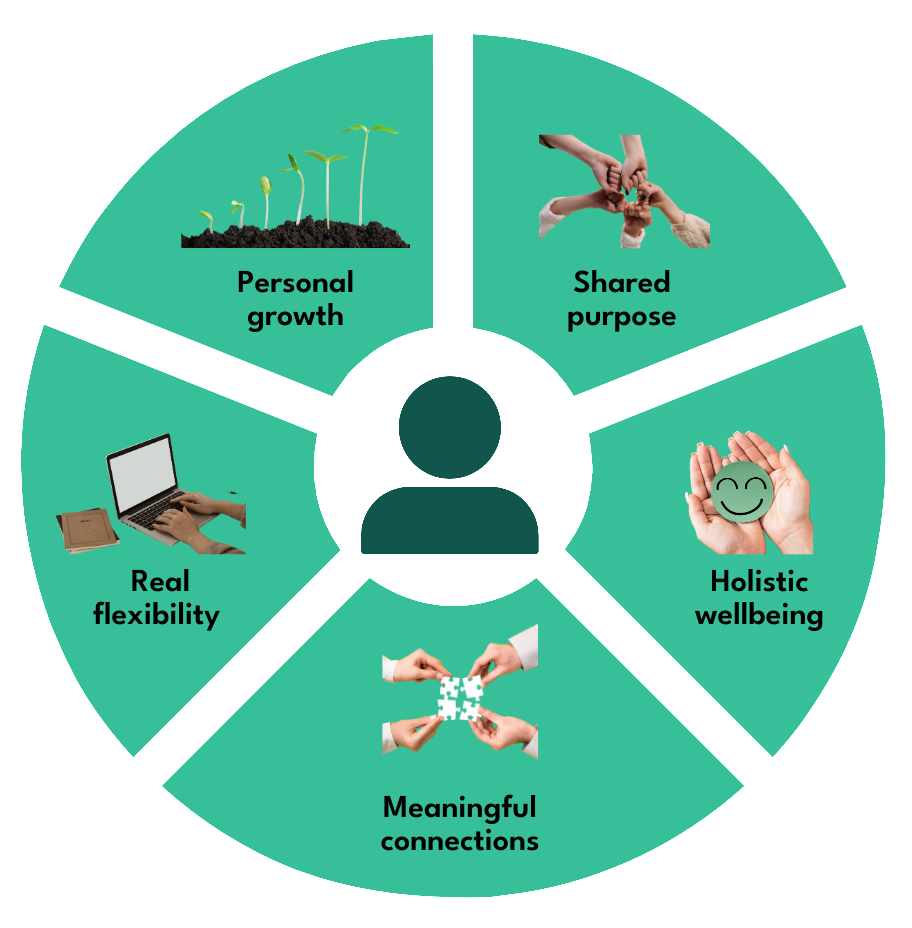 Personal
growth
Shared
purpose
Real
flexibility
Holistic
wellbeing
Meaningful
connections